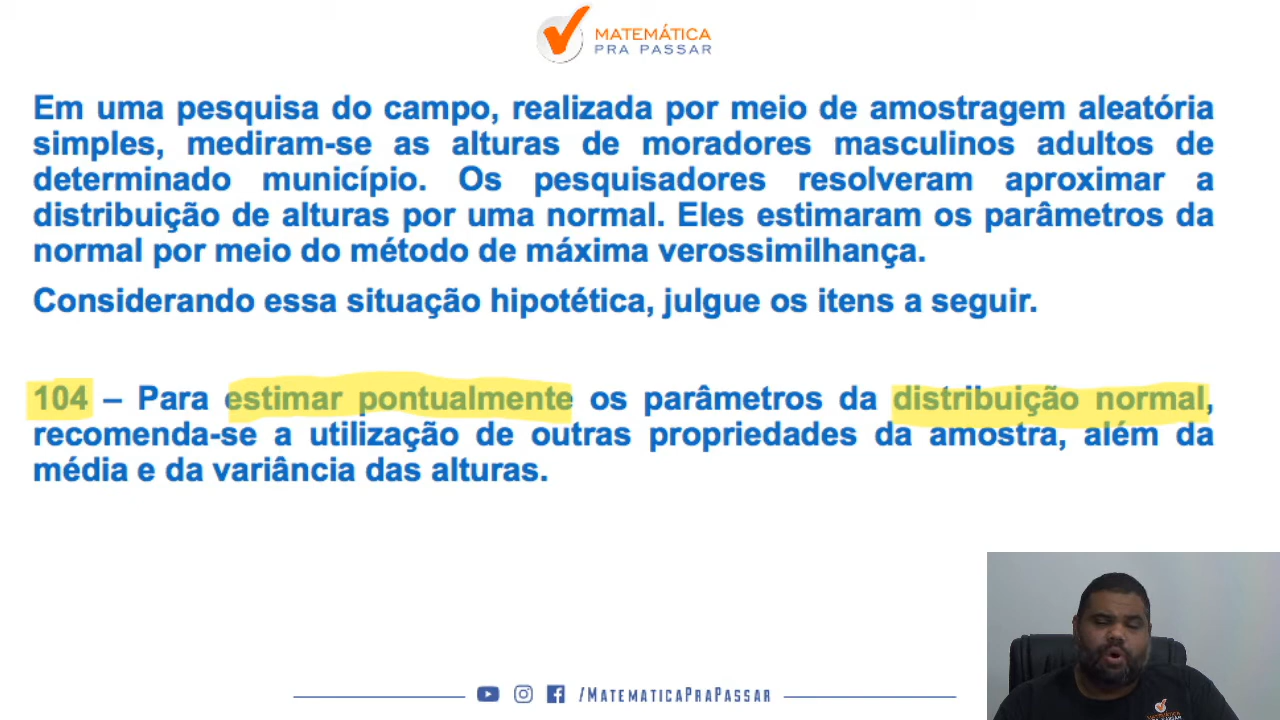 MATEMÁTICA
PRA PASSAR
Em uma pesquisa do campo, realizada por meio de amostragem aleatória
simples, mediram-se as alturas de moradores masculinos adultos de
determinado município. Os pesquisadores resolveram aproximar a
distribuição de alturas por uma normal. Eles estimaram os parâmetros da
normal por meio do método de máxima verossimilhança.
Considerando essa situação hipotética, julgue os itens a seguir.
104 – Para estimar pontualmente os parâmetros da distribuição normal,
recomenda-se a utilização de outras propriedades da amostra, além da
média e da variância das alturas.
/MATEMATICAPRAPASSAR